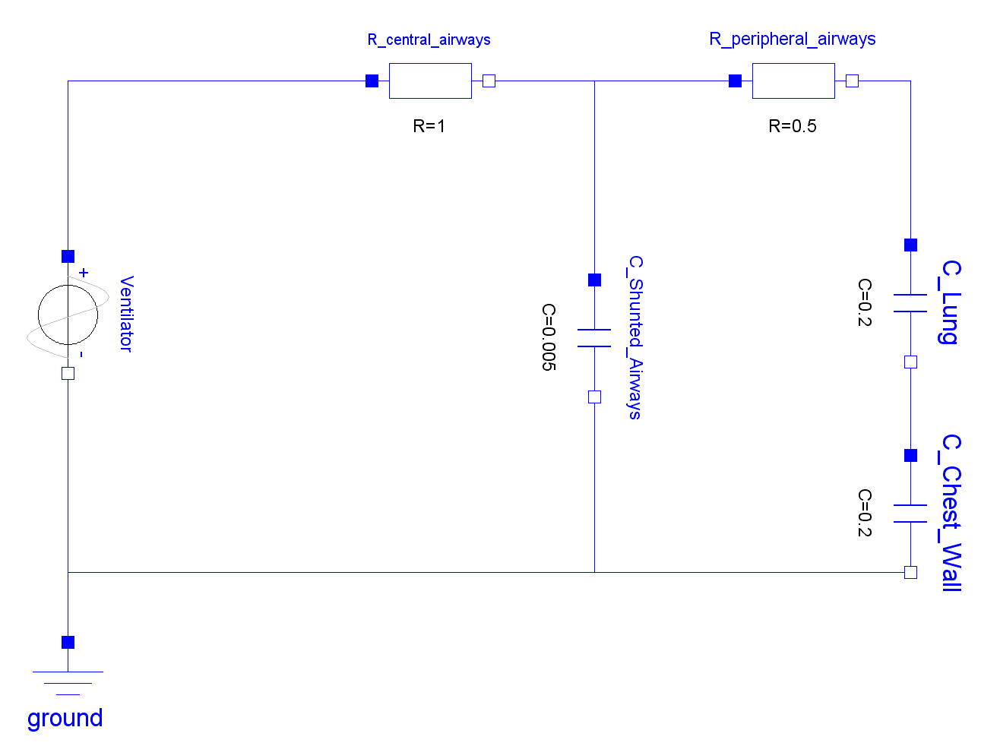 R_central_airways
R_peripheral_airways
R=1
R=0.5
+
Ventilator
-
C_Shunted_Airways
C=0.005
C_Lung
C=0.2
C_Chest_Wall
C=0.2
ground